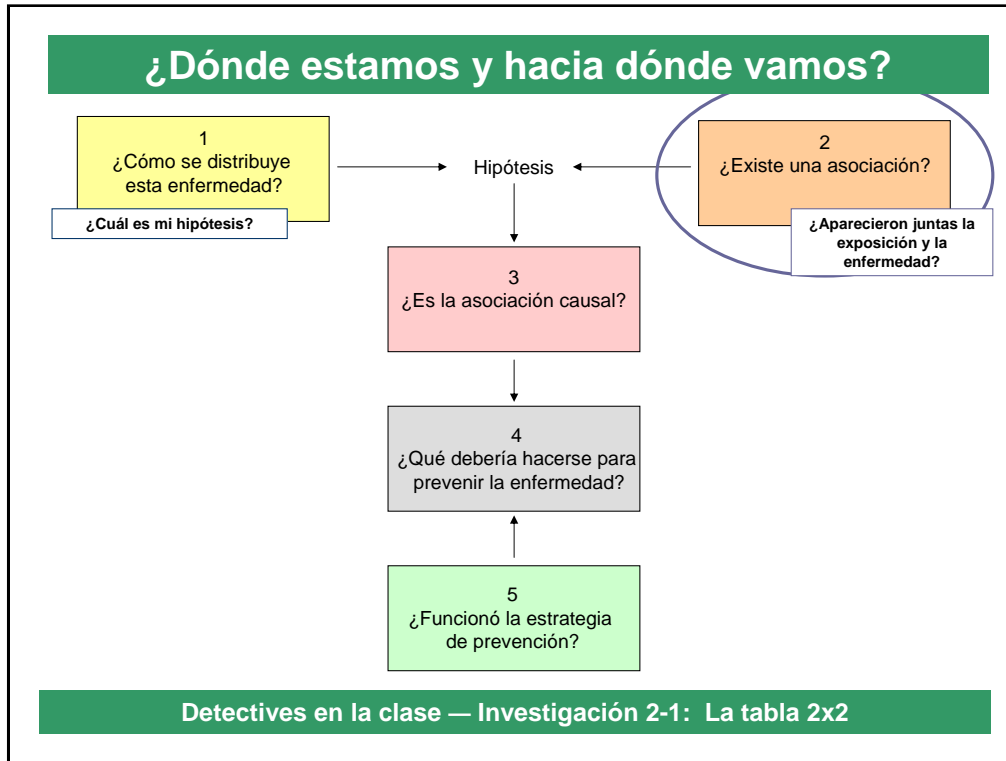 ¿Dónde estamos y hacia dónde vamos?
1
¿Cómo se distribuye
esta enfermedad?
¿Cuál es mi hipótesis?
Hipótesis
2
¿Existe una asociación?
¿Aparecieron juntas la
exposición y la
enfermedad?
3
¿Es la asociación causal?
4
¿Qué debería hacerse para
prevenir la enfermedad?
5
¿Funcionó la estrategia
de prevención?
Detectives en la clase — Investigación 2-1: La tabla 2x2